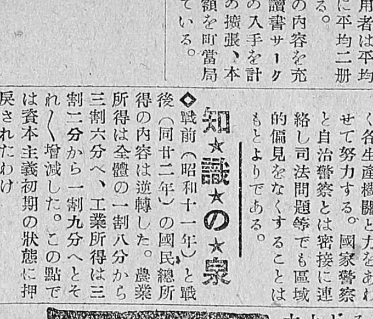 用者は平均
に平均二册
る。
の内容を充
讀書サーク
の入手を計
の擴張、本
額を町當局
ている。
く各生産機關と力をあわ
せて努力する。國家警察
と自治警察とは密接に連
絡し司法問題等でも區域
的偏見をなくすることは
もとよりである。
知★識★の★泉
◇戰前(昭和十一年)と戰
後(同廿二年)の國民總所
得の内容は逆轉した。農業
所得は全體の一割八分から
三割六分へ、工業所得は三
割二分から一割九分へとそ
れ〳〵增減した。この點で
は資本主義初期の狀態に押
戾されたわけ